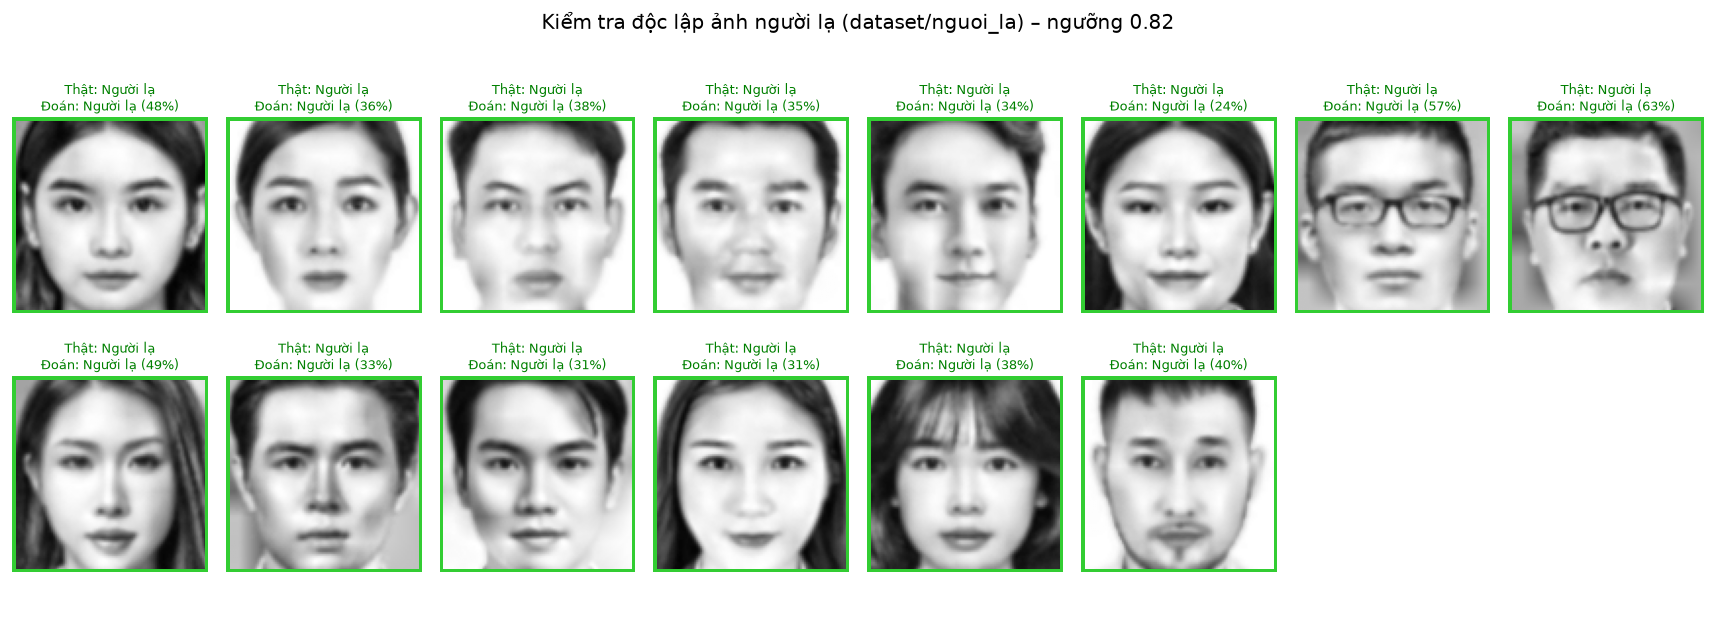 Kiểm tra độc lập ảnh người lạ (dataset/nguoi_la) – ngưỡng 0.82
Thật: Người lạ
Đoán: Người lạ (48%)
Thật: Người lạ
Đoán: Người lạ (36%)
Thật: Người lạ
Đoán: Người lạ (38%)
Thật: Người lạ
Đoán: Người lạ (35%)
Thật: Người lạ
Đoán: Người lạ (34%)
Thật: Người lạ
Đoán: Người lạ (24%)
Thật: Người lạ
Đoán: Người lạ (57%)
Thật: Người lạ
Đoán: Người lạ (63%)
Thật: Người lạ
Đoán: Người lạ (49%)
Thật: Người lạ
Đoán: Người lạ (33%)
Thật: Người lạ
Đoán: Người lạ (31%)
Thật: Người lạ
Đoán: Người lạ (31%)
Thật: Người lạ
Đoán: Người lạ (38%)
Thật: Người lạ
Đoán: Người lạ (40%)